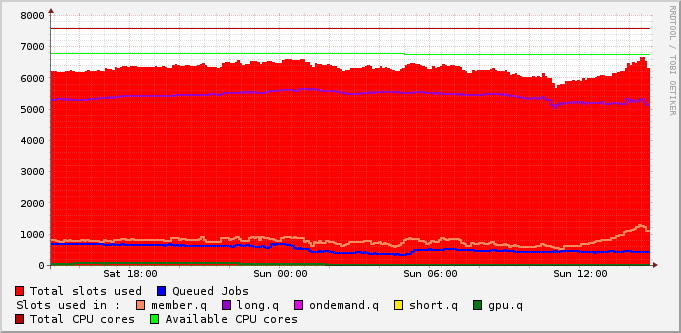 8000
7000
6000
5000
4000
3000
2000
1000
0
Sat 18:00 Sun 00:00 Sun 06:00 Sun 12:00
Total slots used Queued Jobs
Slots used in : member.q long.q ondemand.q short.q gpu.q
Total CPU cores Available CPU cores
RRDTOOL / TOBI OETIKER